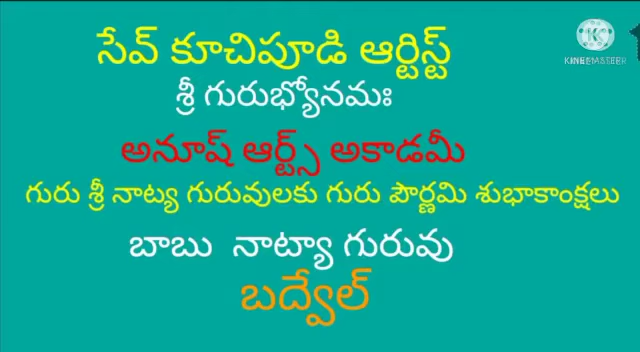 సేవ్ కూచిపూడి ఆర్టిస్ట్
శ్రీ గురుభ్యోనమః
అనూష్ ఆర్ట్స్ అకాడమీ
గురు శ్రీ నాట్య గురువులకు గురు పౌర్ణమి శుభాకాంక్షలు
బాబు నాట్యా గురువు
బద్వేల్
KINEMASTER